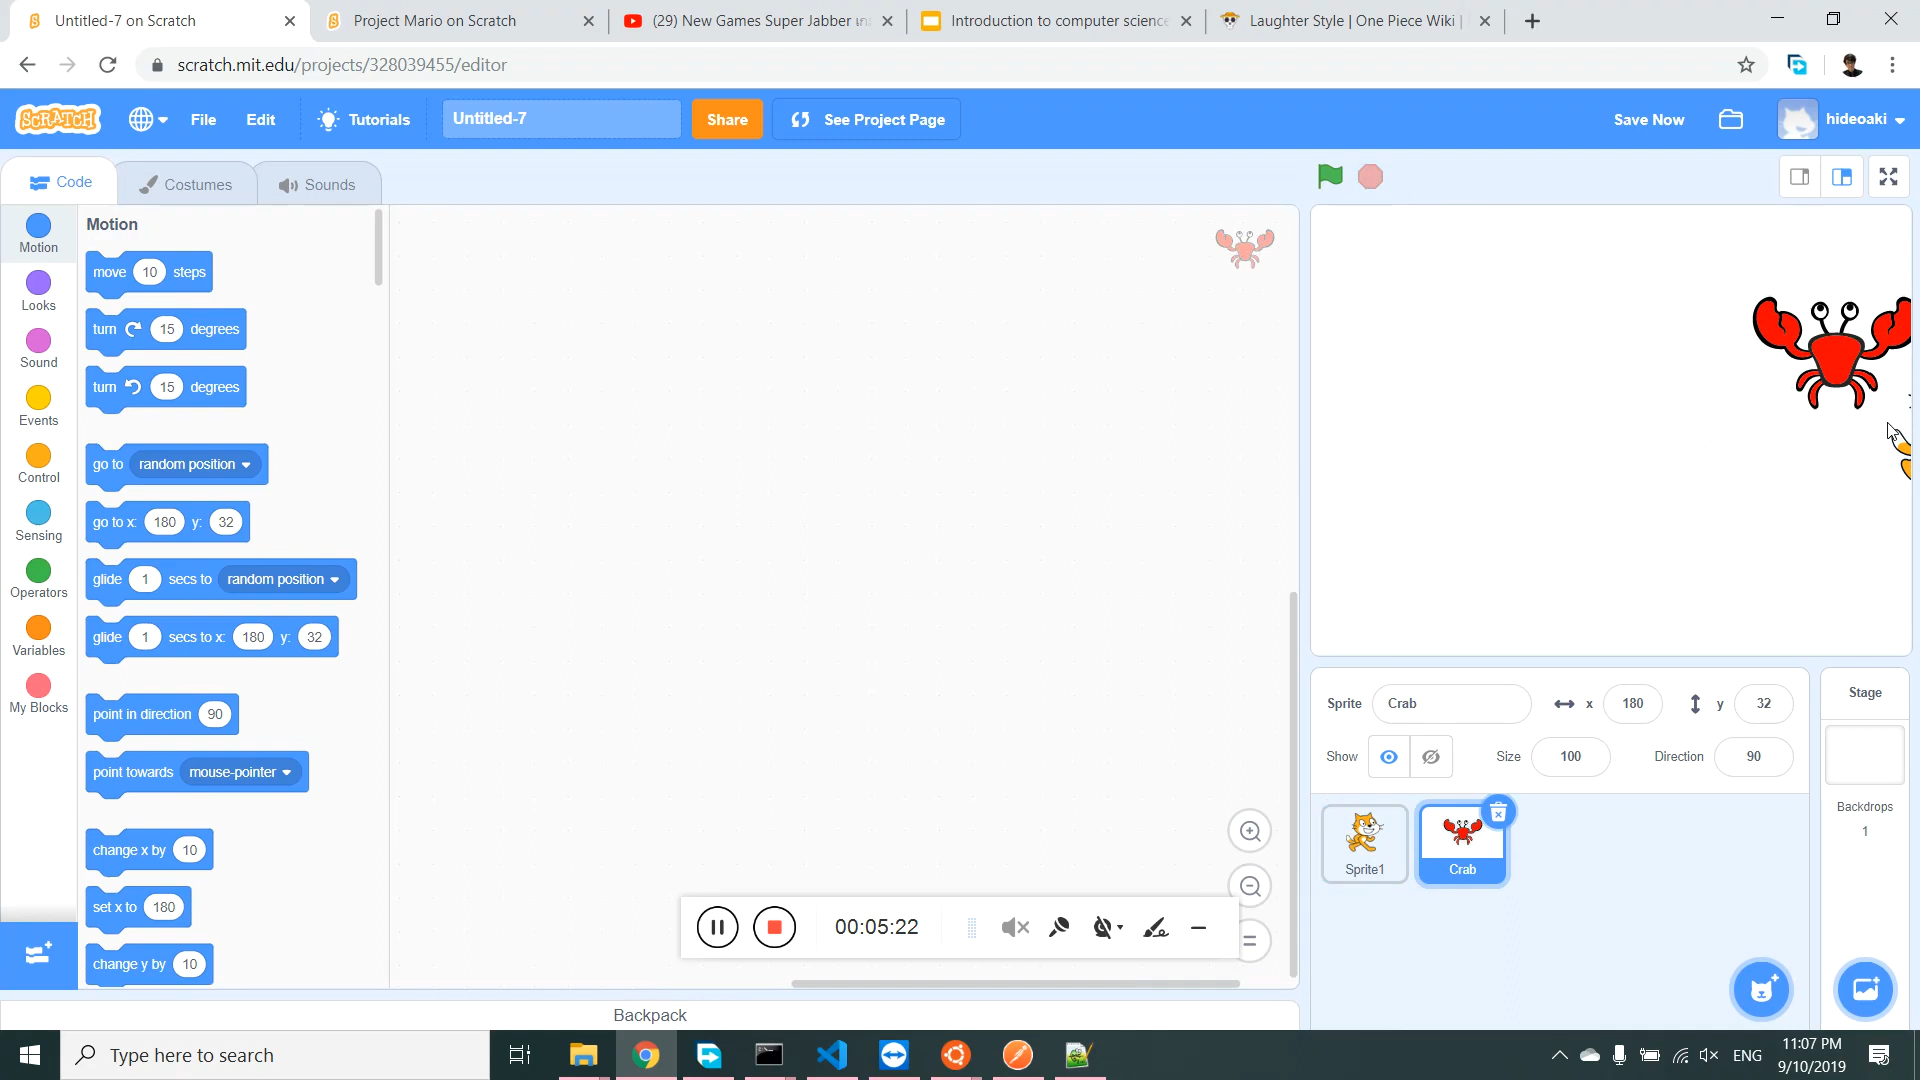 Untitled-7 on Scratch
Project Mario on Scratch
(29) New Games Super Jabber
Introduction to computer science
Laughter Style | One Piece Wiki |
scratch.mit.edu/projects/328039455/editor
SCRATCH
File
Edit
Tutorials
Untitled-7
Share
See Project Page
Save Now
hideoaki
Code
Costumes
Sounds
Motion
Looks
Sound
Events
Control
Sensing
Operators
Variables
My Blocks
Motion
move 10 steps
turn 15 degrees
turn 15 degrees
go to random position
go to x: 180 y: 32
glide 1 secs to random position
glide 1 secs to x: 180 y: 32
point in direction 90
point towards mouse-pointer
change x by 10
set x to 180
change y by 10
00:05:22
Backpack
Sprite Crab x 180 y 32
Show Size 100 Direction 90
Sprite1
Crab
Stage
Backdrops
1
Type here to search
ENG
11:07 PM
9/10/2019